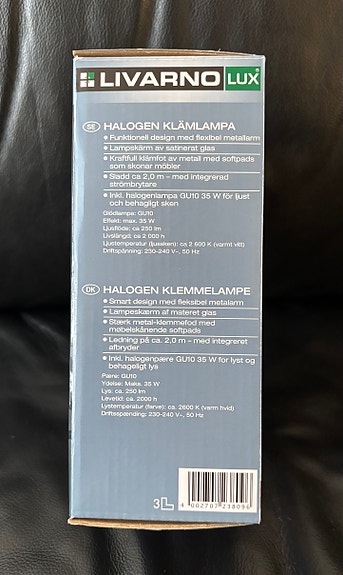 LIVARNO LUX®
SE HALOGEN KLÄMLAMPA
• Funktionell design med flexibel metallarm
• Lampskärm av satinerat glas
• Kraftfull klämfot av metall med softpads
som skonar möbler
• Sladd ca 2,0 m – med integrerad
strömbrytare
• Inkl. halogenlampa GU10 35 W för ljust
och behagligt sken
Glödlampa: GU10
Effekt: max. 35 W
Ljusflöde: ca 250 lm
Livslängd: ca 2 000 h
Ljustemperatur (ljussken): ca 2 600 K (varmt vitt)
Driftspänning: 230-240 V~, 50 Hz
DK HALOGEN KLEMMELAMPE
• Smart design med fleksibel metalarm
• Lampeskærm af materet glas
• Stærk metal-klemmefod med
møbelskånende softpads
• Ledning på ca. 2,0 m – med integreret
afbryder
• Inkl. halogenpære GU10 35 W for lyst og
behageligt lys
Pære: GU10
Ydelse: Maks. 35 W
Lys: ca. 250 lm
Levetid: ca. 2000 h
Lystemperatur (farve): ca. 2600 K (varm hvid)
Driftsspænding: 230-240 V~, 50 Hz
3
4 002707 238096